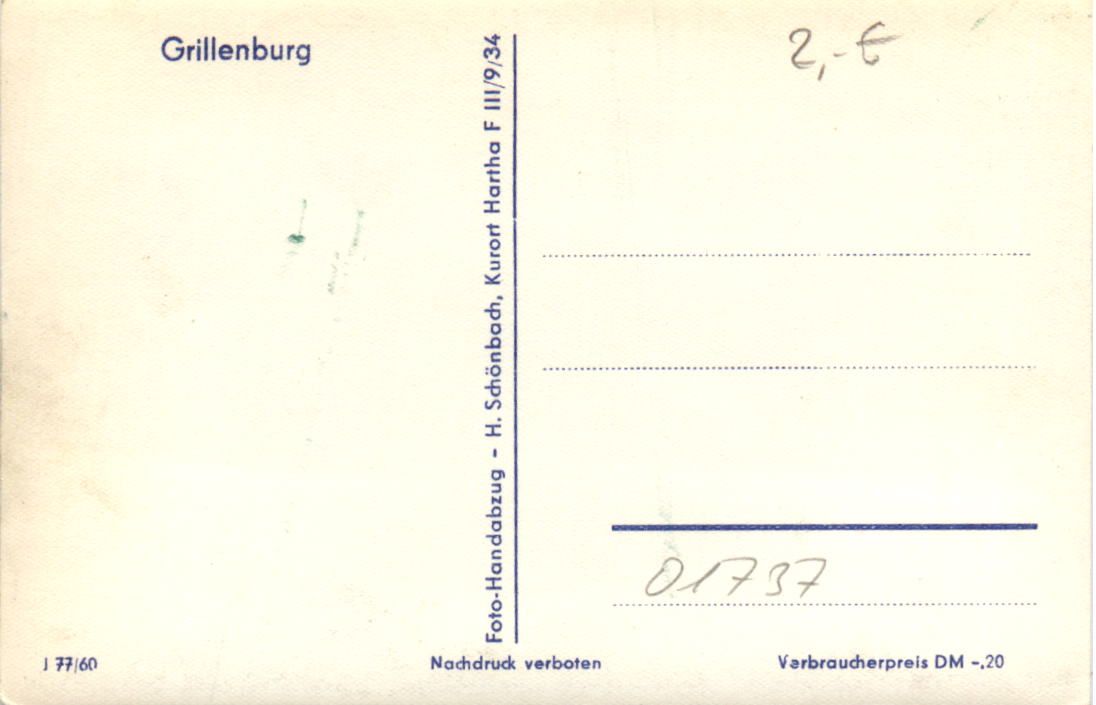 Grillenburg
2,-€
Foto-Handabzug - H. Schönbach, Kurort Hartha F III/9/34
01737
J 77/60
Nachdruck verboten
Verbraucherpreis DM -.20